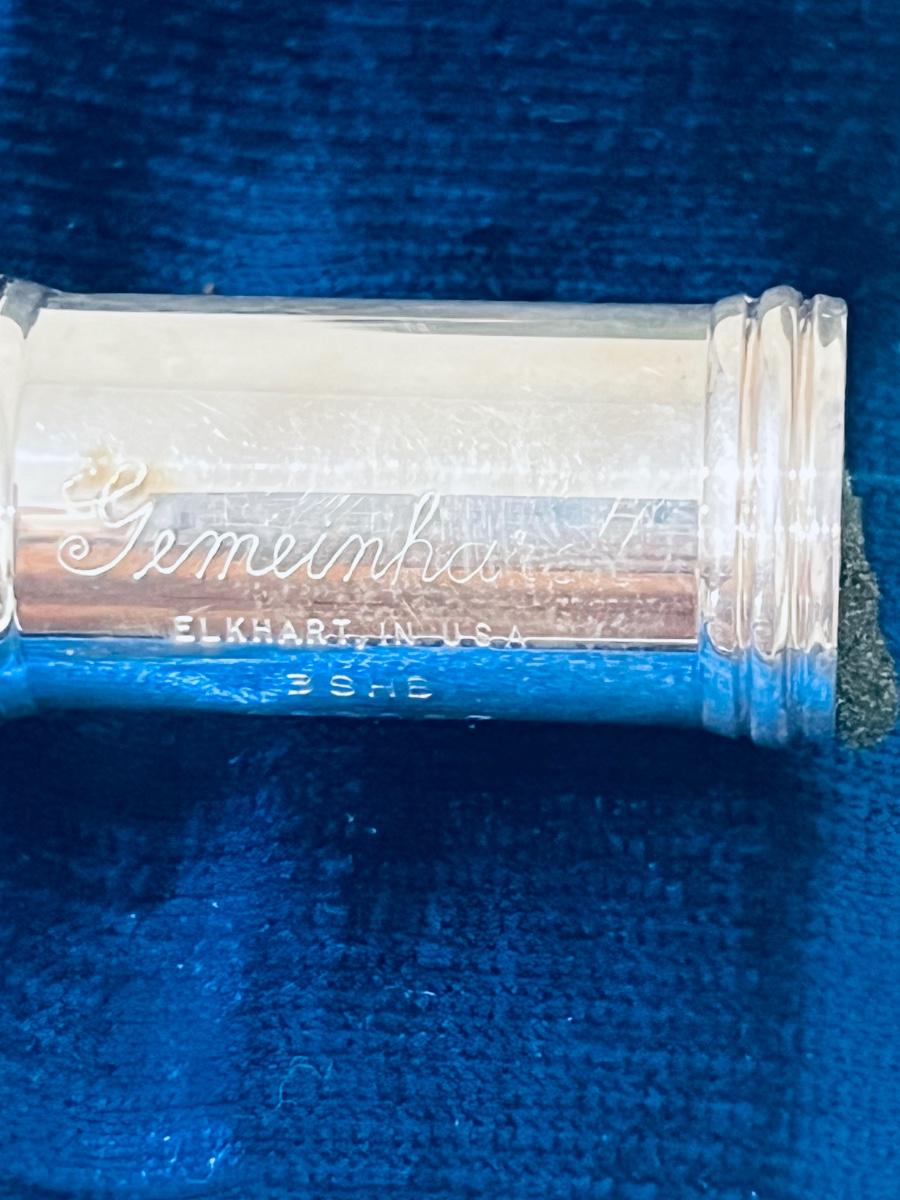 Gemeinhardt
ELKHART, IN USA
3SHB